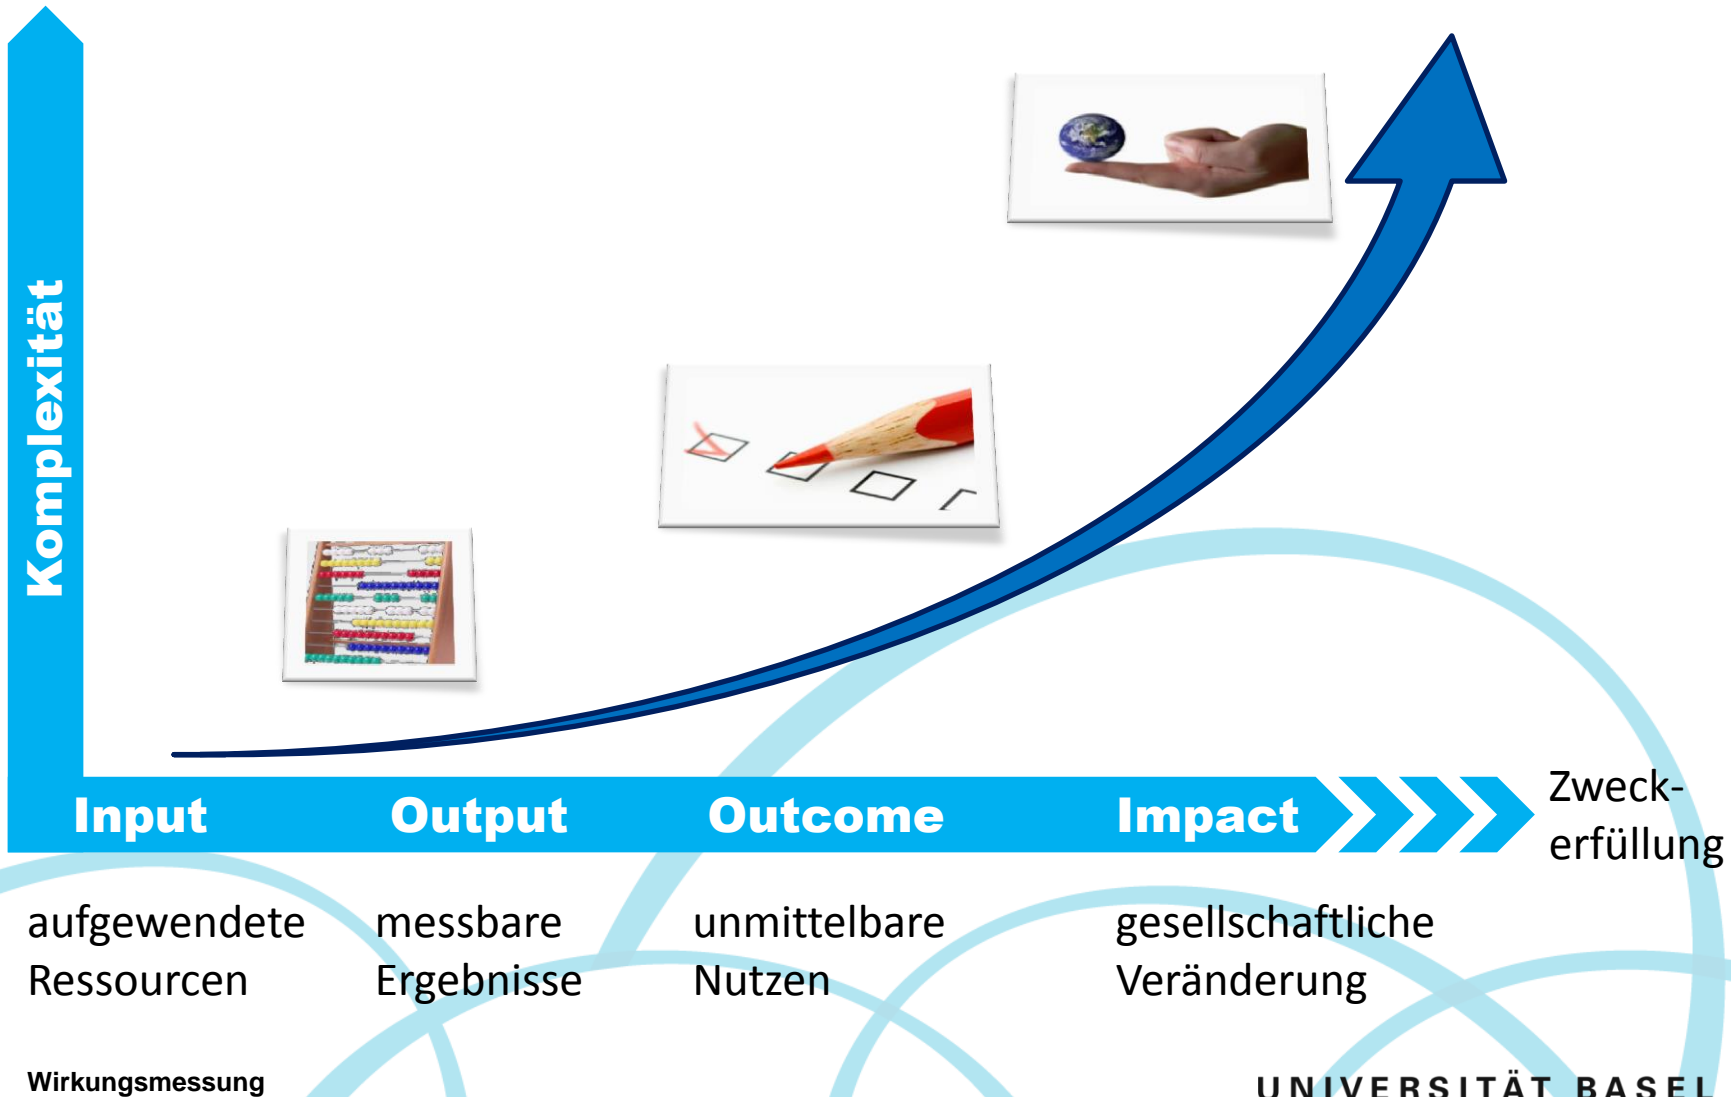 Komplexität
Input Output Outcome Impact
Zweck-
erfüllung
aufgewendete messbare unmittelbare gesellschaftliche
Ressourcen Ergebnisse Nutzen Veränderung
Wirkungsmessung
UNIVERSITÄT BASEL